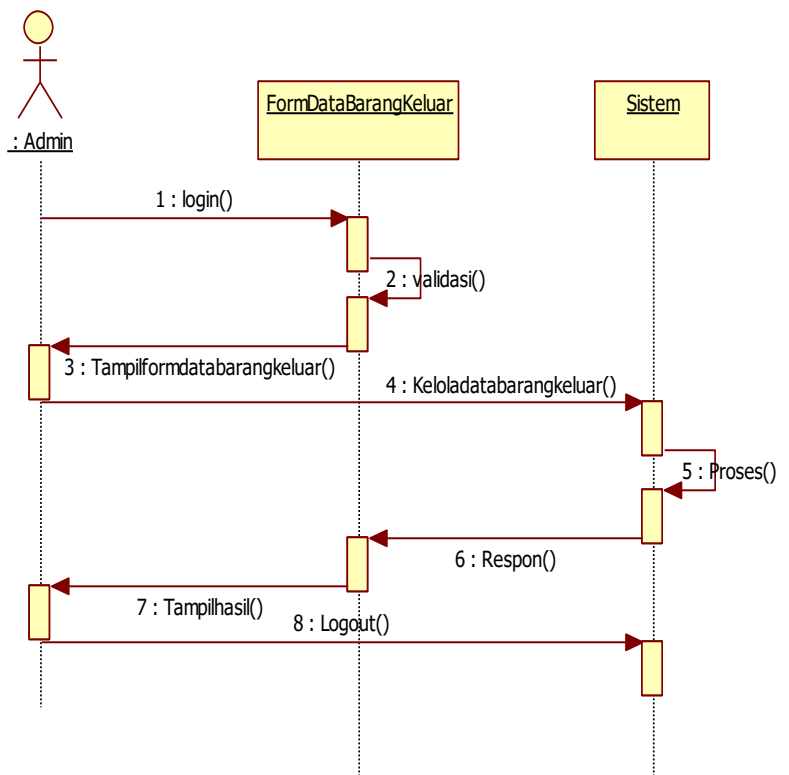 FormDataBarangKeluar
Sistem
: Admin
1 : login()
2 : validasi()
3 : Tampilformdatabarangkeluar()
4 : Keloladatabarangkeluar()
5 : Proses()
6 : Respon()
7 : Tampilhasil()
8 : Logout()